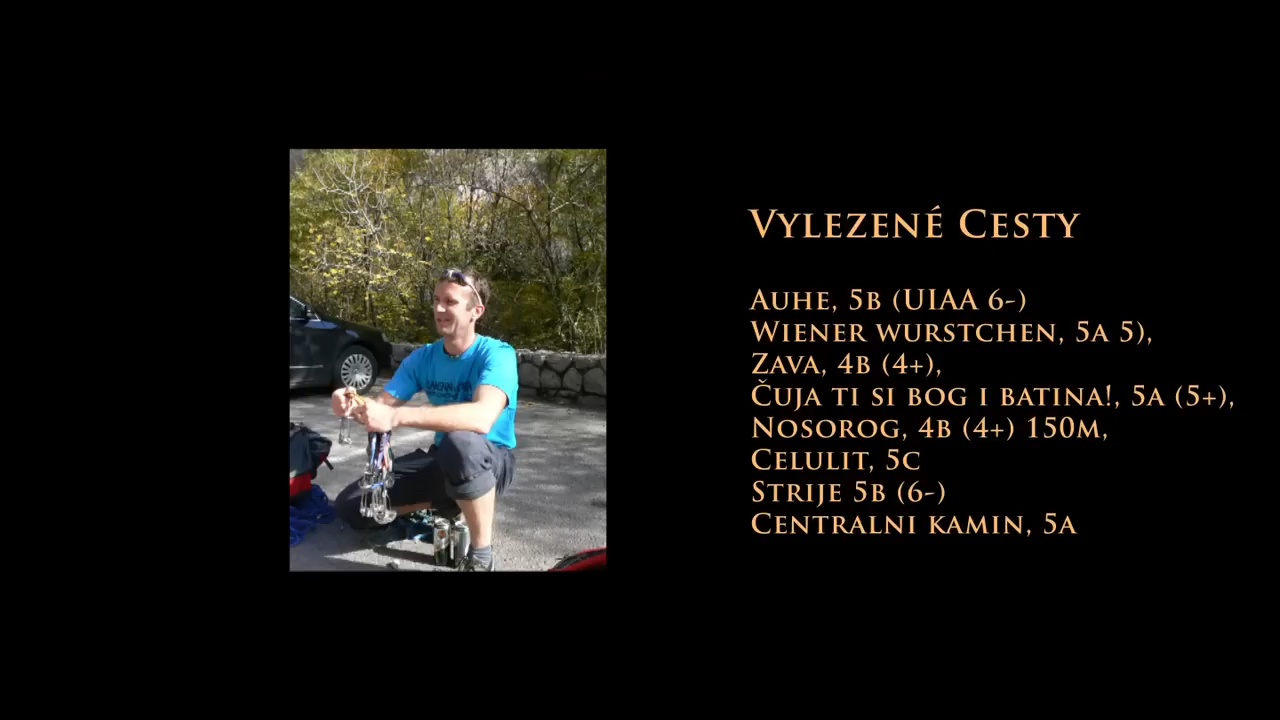 Vylezené Cesty
Auhe, 5b (UIAA 6-)
Wiener wurstchen, 5a 5),
Zava, 4b (4+),
Čuja ti si bog i batina!, 5a (5+),
Nosorog, 4b (4+) 150m,
Celulit, 5c
Strije 5b (6-)
Centralni kamin, 5a